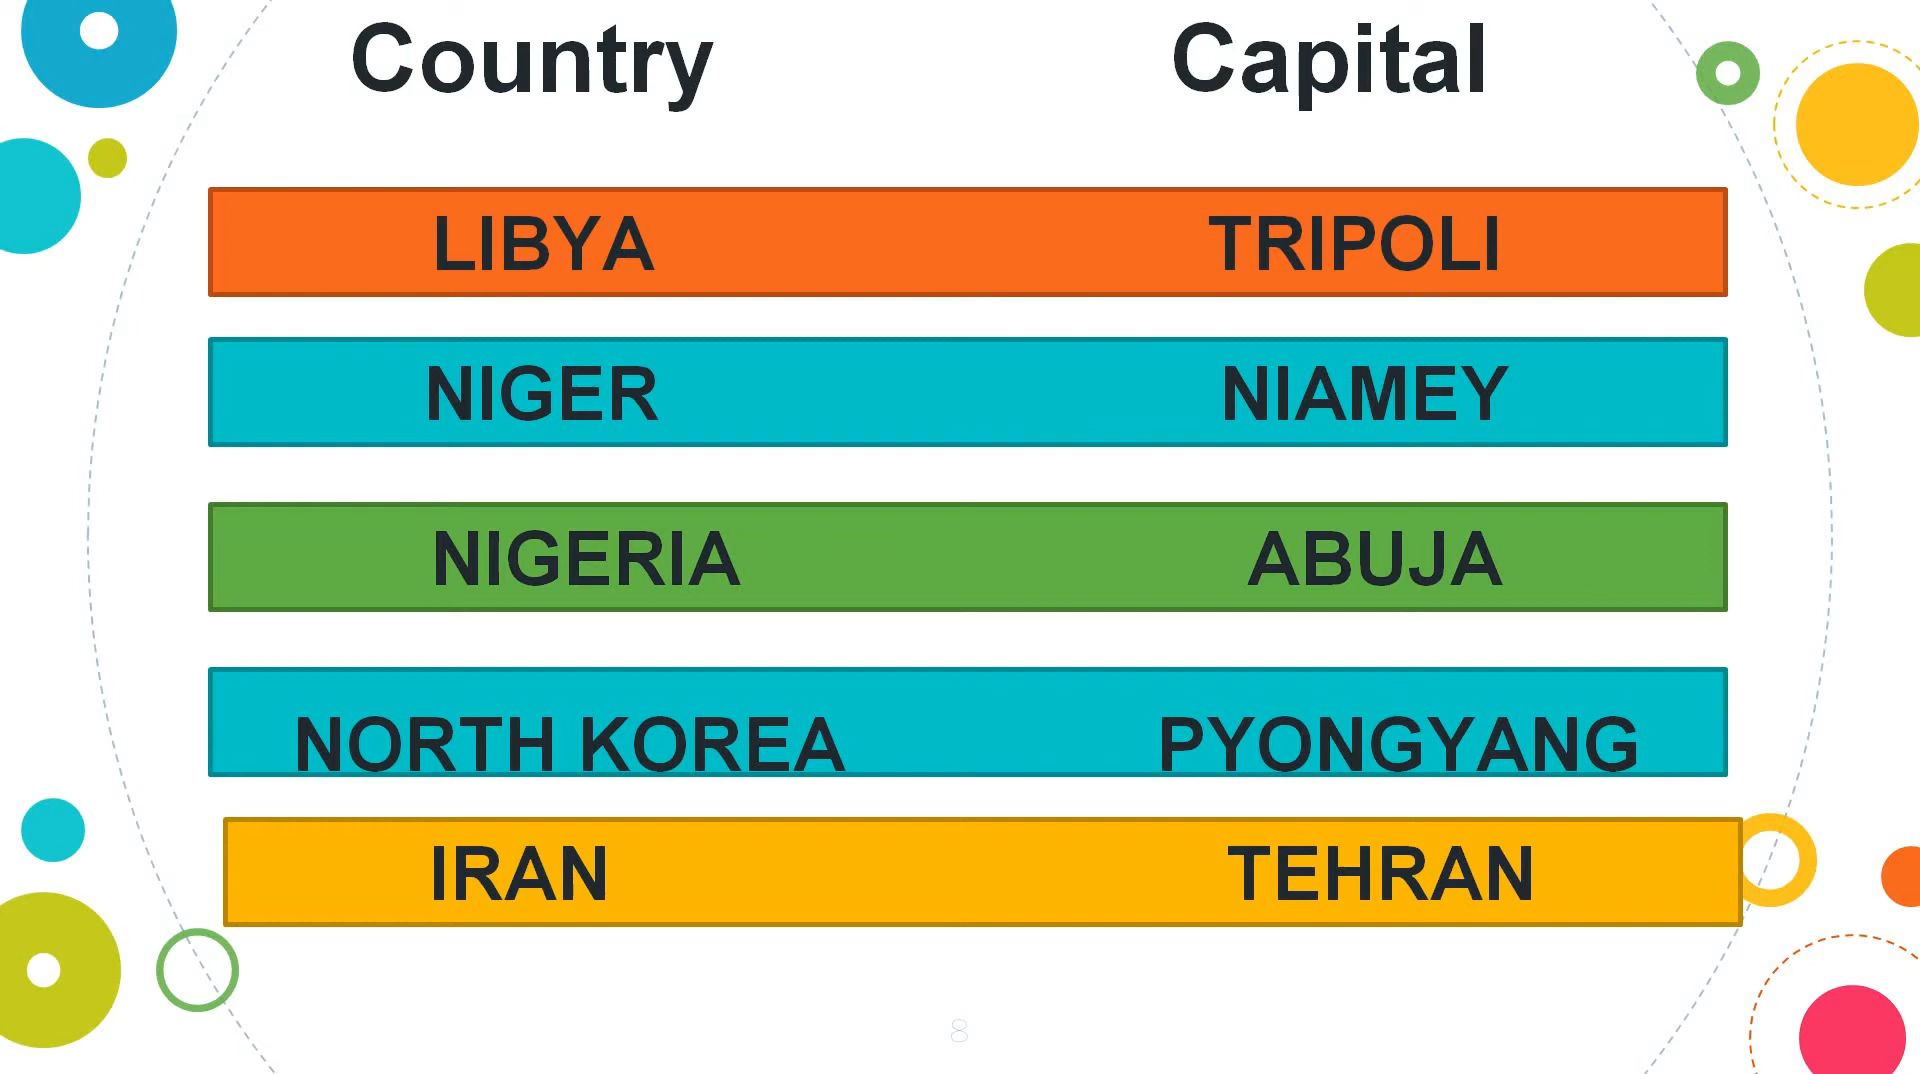 Country Capital
LIBYA TRIPOLI
NIGER NIAMEY
NIGERIA ABUJA
NORTH KOREA PYONGYANG
IRAN TEHRAN
8